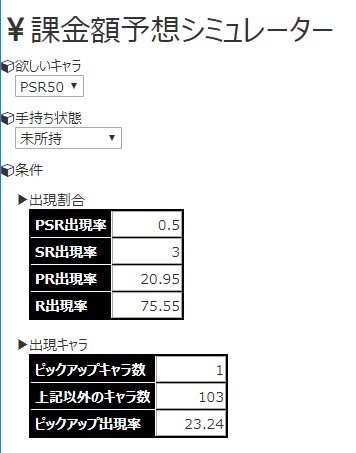 ¥課金額予想シミュレーター
欲しいキャラ
PSR50 ▼
手持ち状態
未所持 ▼
条件
▶出現割合
PSR出現率 0.5
SR出現率 3
PR出現率 20.95
R出現率 75.55
▶出現キャラ
ピックアップキャラ数 1
上記以外のキャラ数 103
ピックアップ出現率 23.24